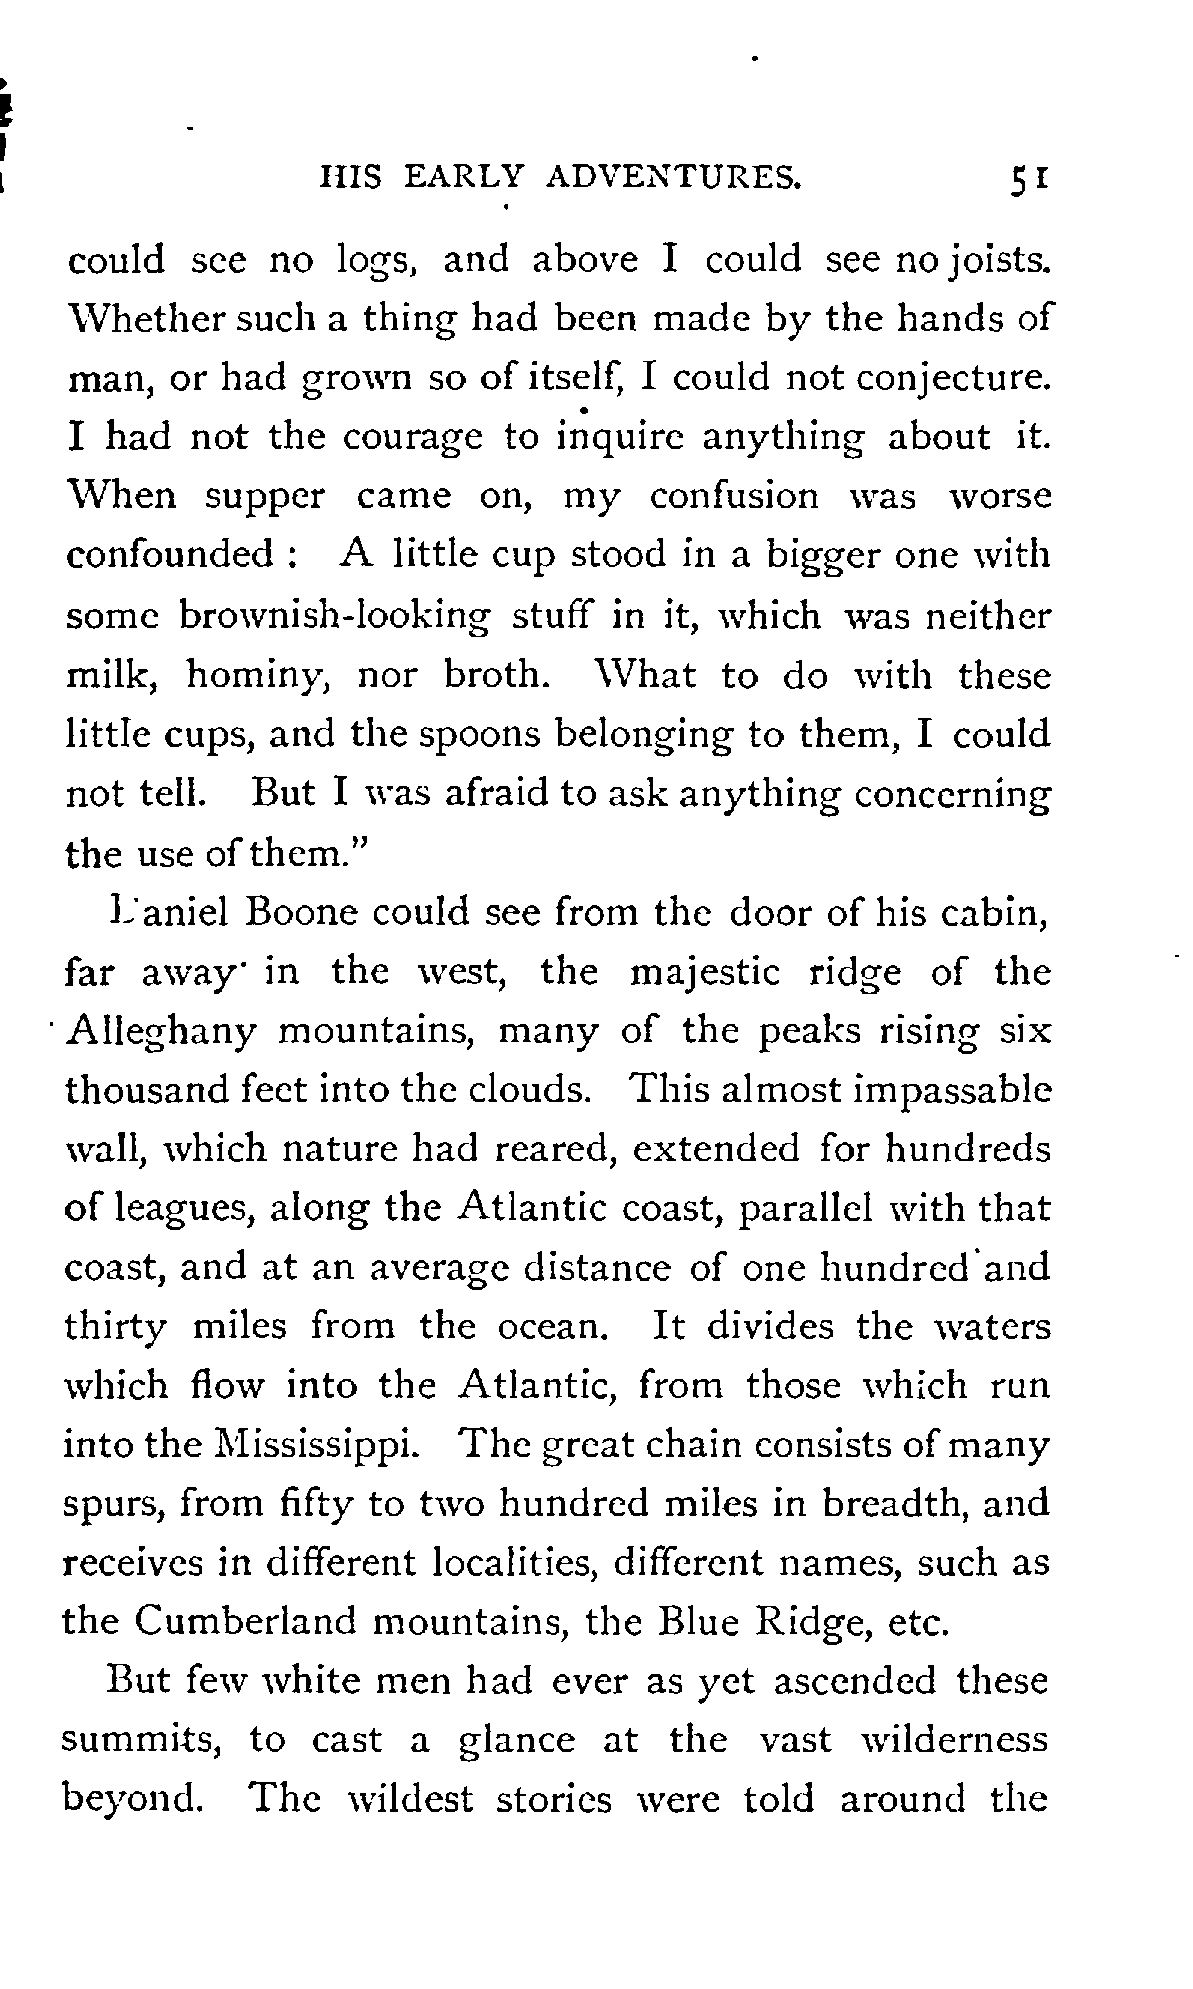 HIS EARLY ADVENTURES. 51
could see no logs, and above I could see no joists.
Whether such a thing had been made by the hands of
man, or had grown so of itself, I could not conjecture.
I had not the courage to inquire anything about it.
When supper came on, my confusion was worse
confounded : A little cup stood in a bigger one with
some brownish-looking stuff in it, which was neither
milk, hominy, nor broth. What to do with these
little cups, and the spoons belonging to them, I could
not tell. But I was afraid to ask anything concerning
the use of them."
Daniel Boone could see from the door of his cabin,
far away in the west, the majestic ridge of the
Alleghany mountains, many of the peaks rising six
thousand feet into the clouds. This almost impassable
wall, which nature had reared, extended for hundreds
of leagues, along the Atlantic coast, parallel with that
coast, and at an average distance of one hundred and
thirty miles from the ocean. It divides the waters
which flow into the Atlantic, from those which run
into the Mississippi. The great chain consists of many
spurs, from fifty to two hundred miles in breadth, and
receives in different localities, different names, such as
the Cumberland mountains, the Blue Ridge, etc.
But few white men had ever as yet ascended these
summits, to cast a glance at the vast wilderness
beyond. The wildest stories were told around the